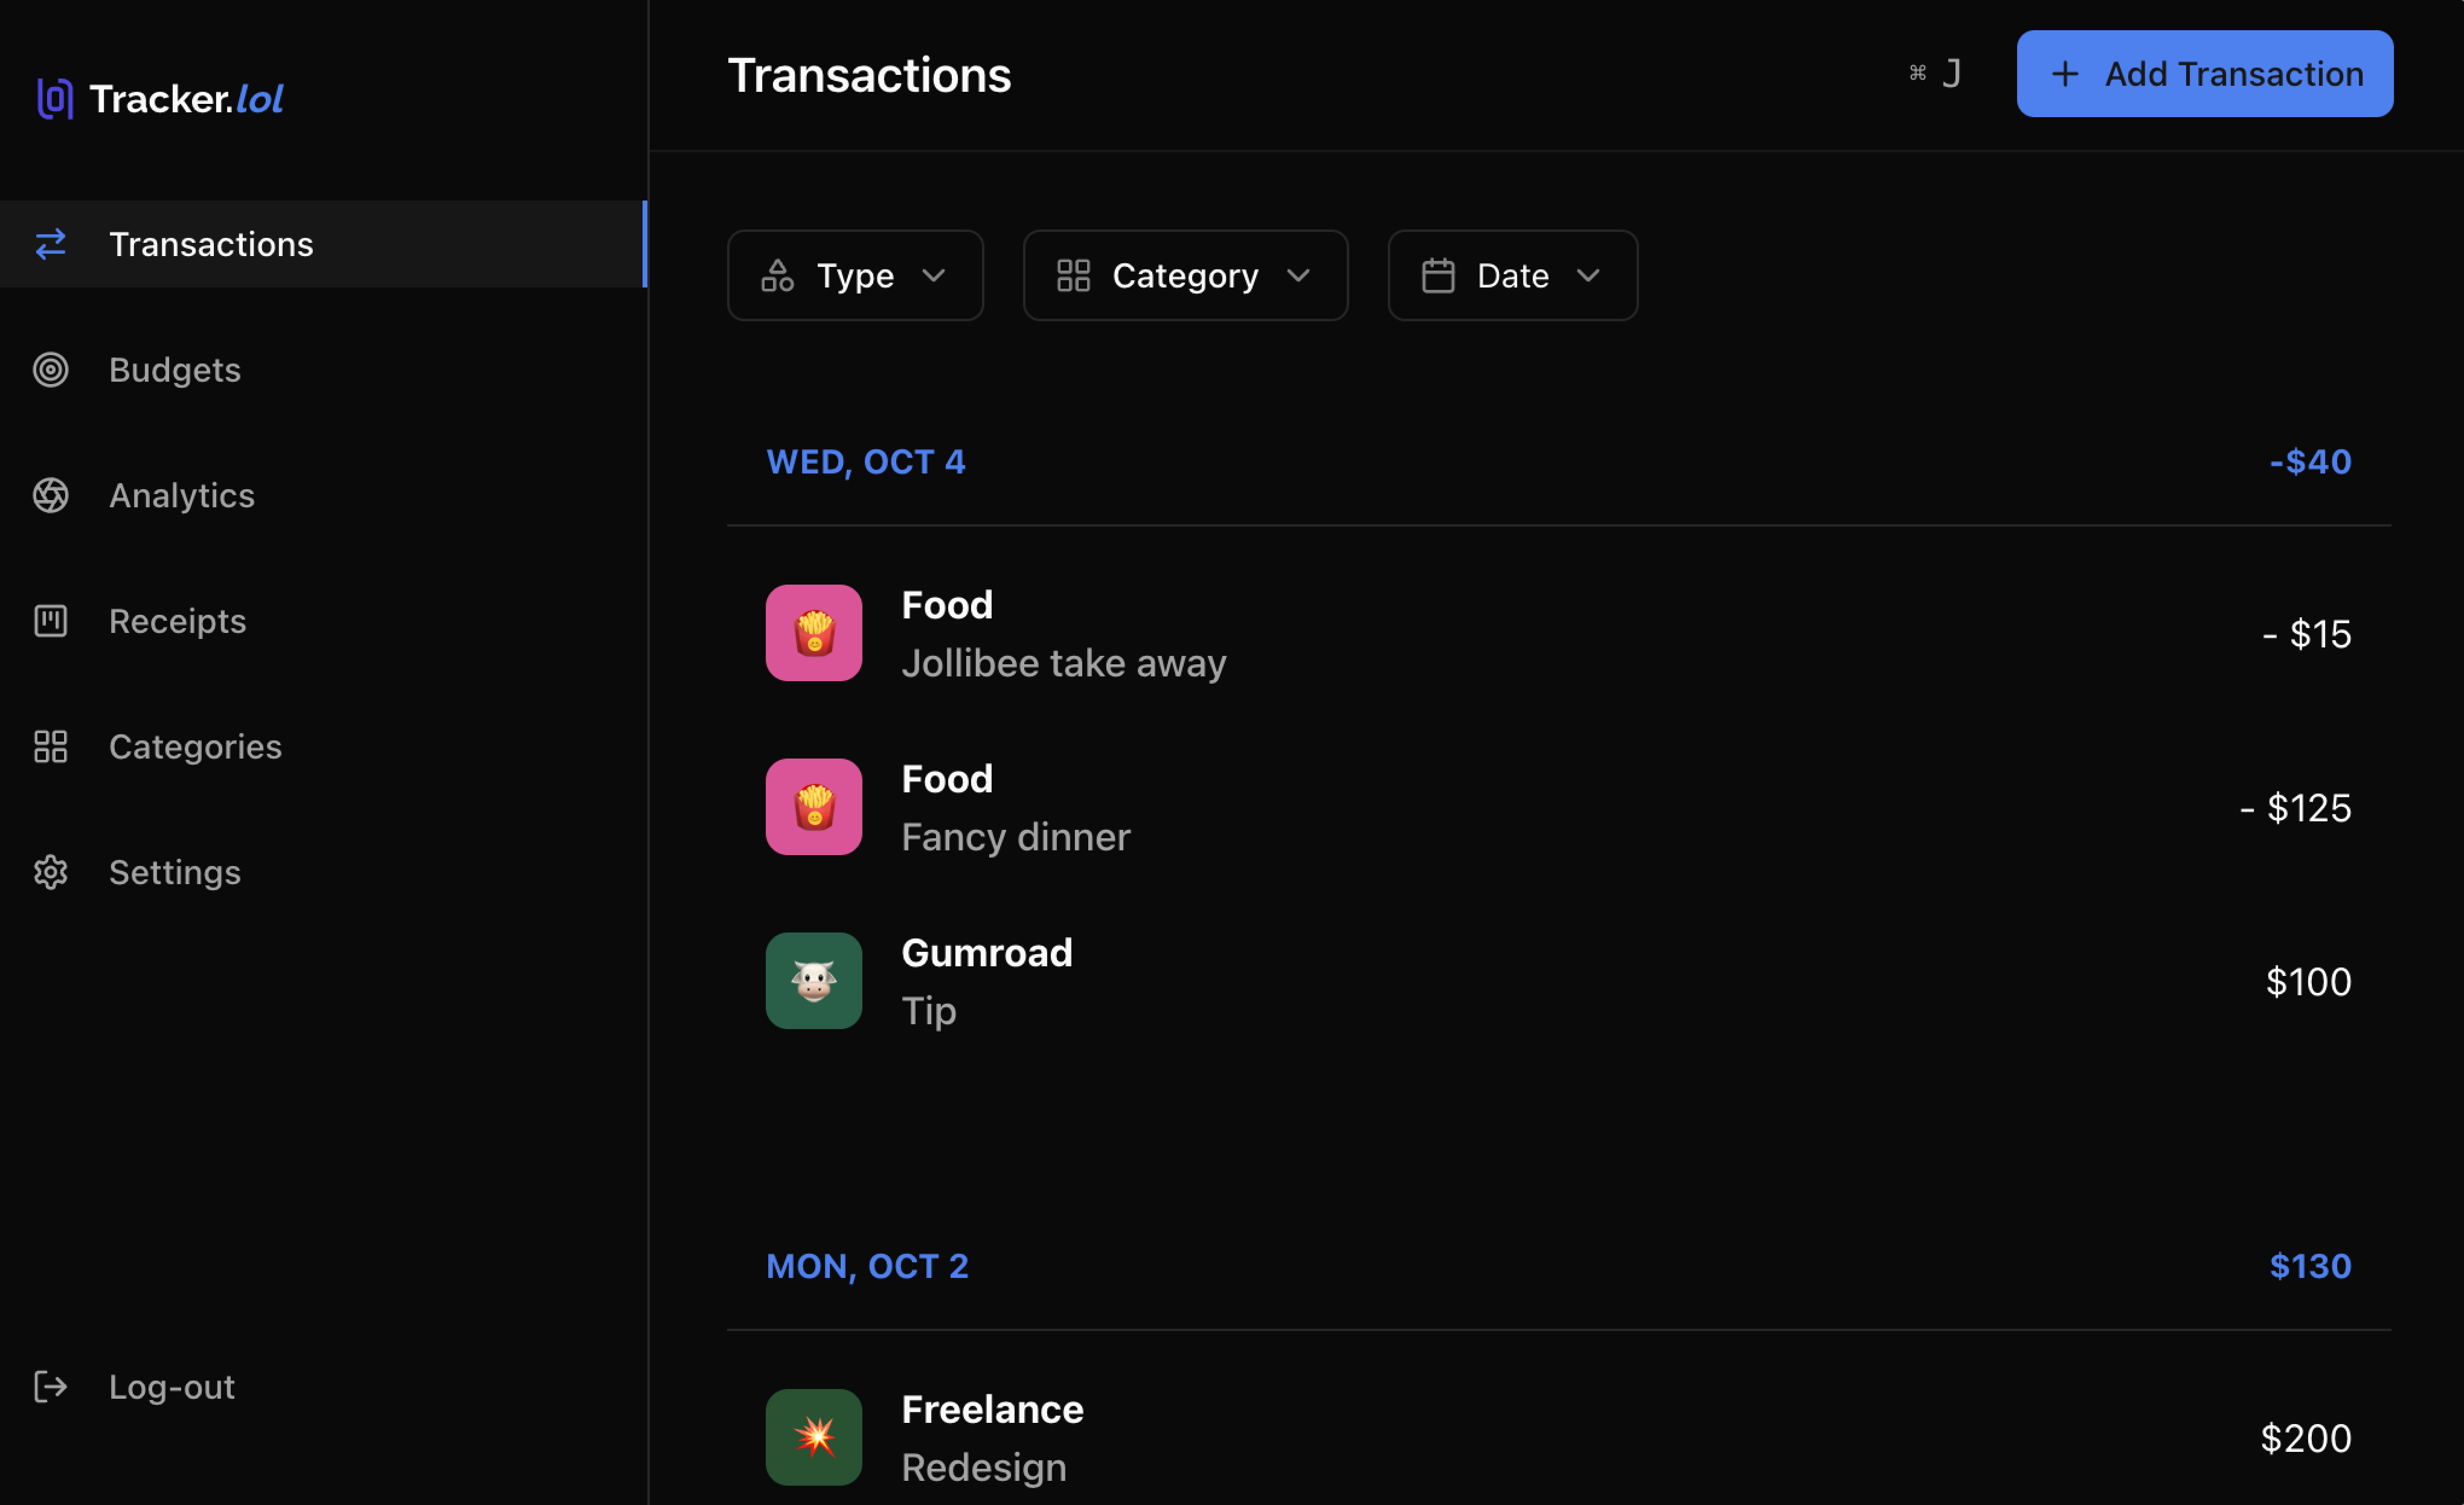 Tracker.lol
Transactions
Budgets
Analytics
Receipts
Categories
Settings
Log-out
Transactions
⌘ J
Add Transaction
Type
Category
Date
WED, OCT 4
-$40
Food
Jollibee take away
- $15
Food
Fancy dinner
- $125
Gumroad
Tip
$100
MON, OCT 2
$130
Freelance
Redesign
$200